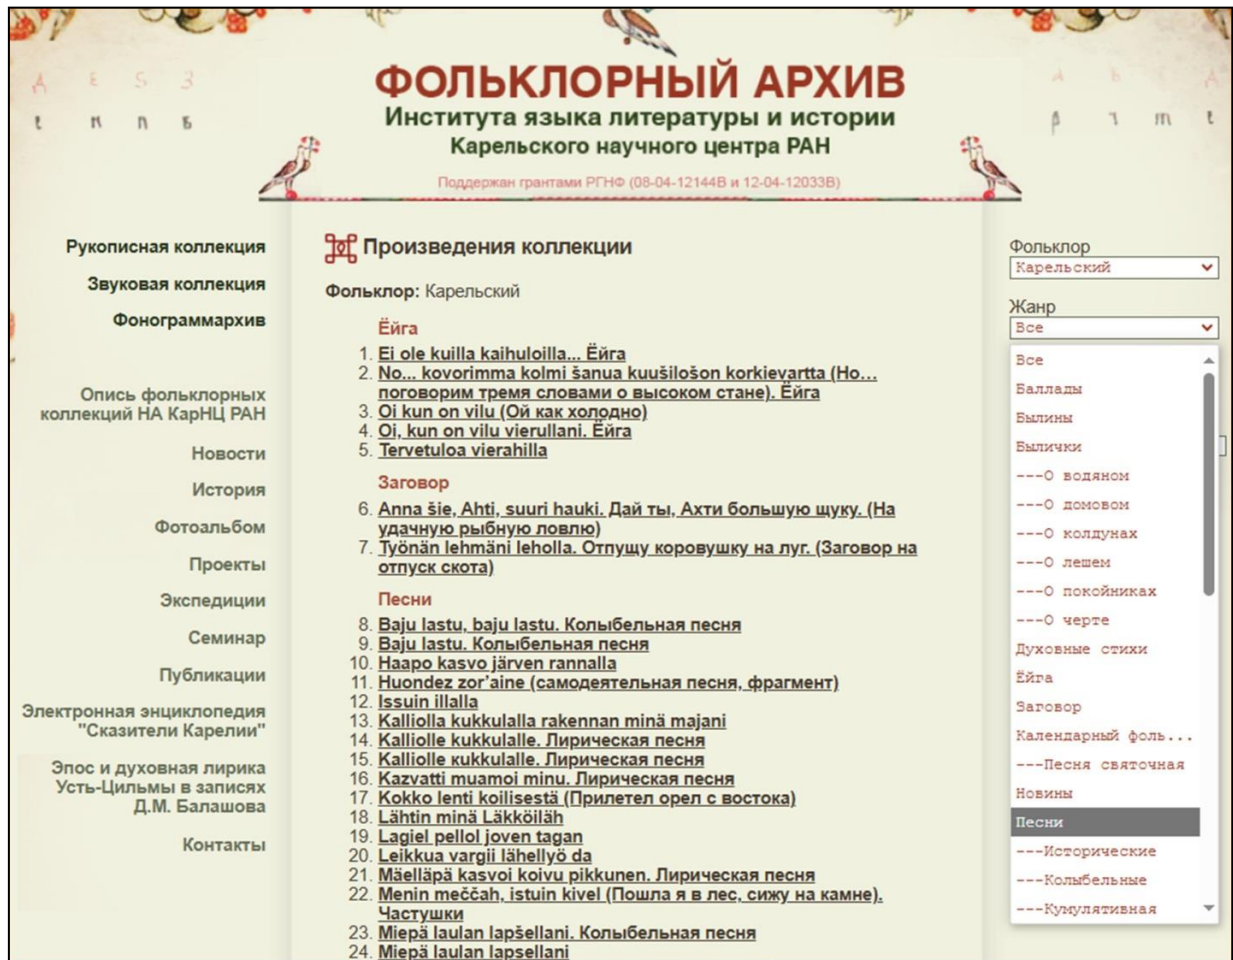 ФОЛЬКЛОРНЫЙ АРХИВ
Института языка литературы и истории
Карельского научного центра РАН
Поддержан грантами РГНФ (08-04-12144В и 12-04-12033В)
Рукописная коллекция
Звуковая коллекция
Фонограммархив
Опись фольклорных
коллекций НА КарНЦ РАН
Новости
История
Фотоальбом
Проекты
Экспедиции
Семинар
Публикации
Электронная энциклопедия
"Сказители Карелии"
Эпос и духовная лирика
Усть-Цильмы в записях
Д.М. Балашова
Контакты
Произведения коллекции
Фольклор: Карельский
Ёйга
1. Ei ole kuilla kaihuloilla... Ёйга
2. No... kovorimma kolmi šanua kuušilošon korkievartta (Но…
поговорим тремя словами о высоком стане). Ёйга
3. Oi kun on vilu (Ой как холодно)
4. Oi, kun on vilu vierullani. Ёйга
5. Tervetuloa vierahilla
Заговор
6. Anna šie, Ahti, suuri hauki. Дай ты, Ахти большую щуку. (На
удачную рыбную ловлю)
7. Työnän lehmäni leholla. Отпущу коровушку на луг. (Заговор на
отпуск скота)
Песни
8. Baju lastu, baju lastu. Колыбельная песня
9. Baju lastu. Колыбельная песня
10. Haapo kasvo järven rannalla
11. Huondez zor'aine (самодеятельная песня, фрагмент)
12. Issuin illalla
13. Kalliolla kukkulalla rakennan minä majani
14. Kalliolle kukkulalle. Лирическая песня
15. Kalliolle kukkulalle. Лирическая песня
16. Kazvatti muamoi minu. Лирическая песня
17. Kokko lenti koilisestä (Прилетел орел с востока)
18. Lähtin minä Läkköiläh
19. Lagiel pellol joven tagan
20. Leikkua vargii lähellyö da
21. Mäelläpä kasvoi koivu pikkunen. Лирическая песня
22. Menin meččah, istuin kivel (Пошла я в лес, сижу на камне).
Частушки
23. Miepä laulan lapšellani. Колыбельная песня
24. Miepä laulan lapsellani
Фольклор
Карельский
Жанр
Все
Все
Баллады
Былины
Былички
---О водяном
---О домовом
---О колдунах
---О лешем
---О покойниках
---О черте
Духовные стихи
Ёйга
Заговор
Календарный фоль...
---Песня святочная
Новины
Песни
---Исторические
---Колыбельные
---Кумулятивная